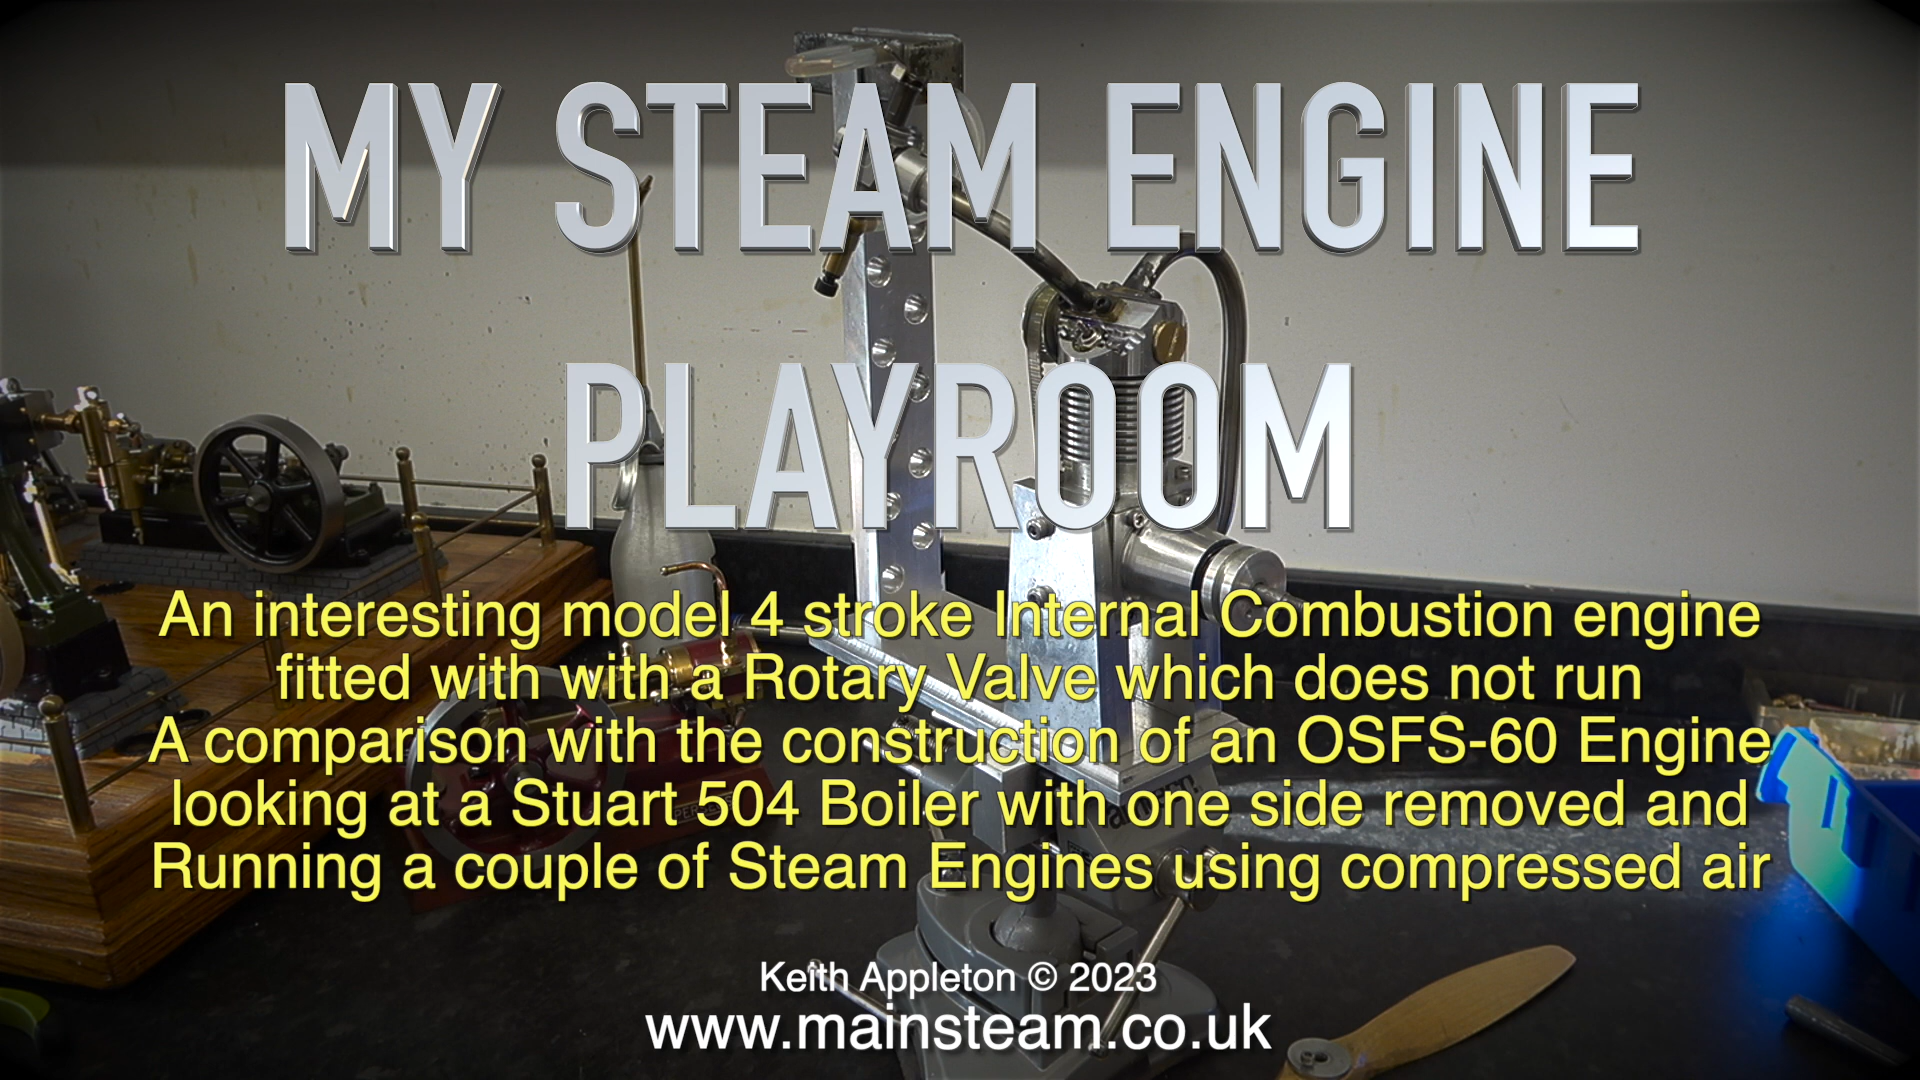 MY STEAM ENGINE
PLAYROOM
An interesting model 4 stroke Internal Combustion engine
fitted with with a Rotary Valve which does not run
A comparison with the construction of an OSFS-60 Engine
looking at a Stuart 504 Boiler with one side removed and
Running a couple of Steam Engines using compressed air
Keith Appleton © 2023
www.mainsteam.co.uk